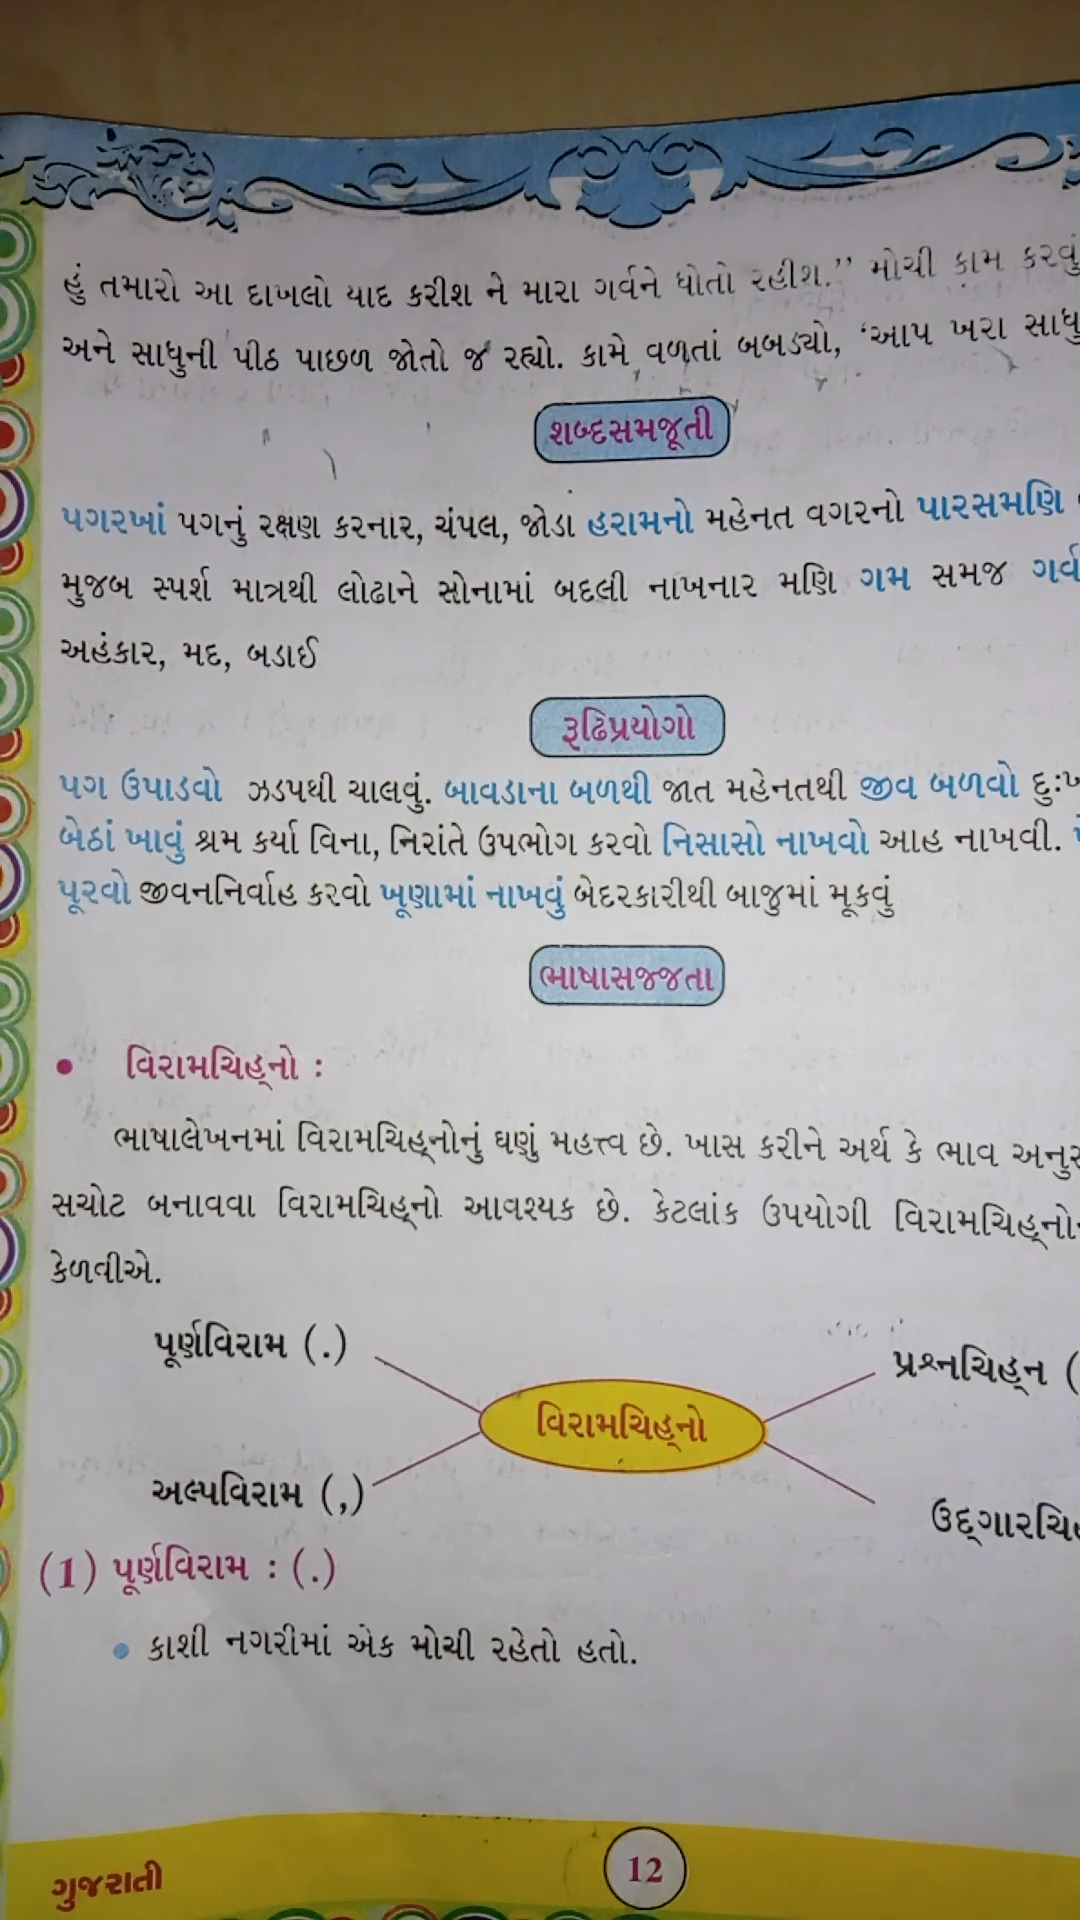 હું તમારો આ દાખલો યાદ કરીશ ને મારા ગર્વને ધોતો રહીશ.” મોચી કામ કરવું
અને સાધુની પીઠ પાછળ જોતો જ રહ્યો. કામે વળતાં બબડ્યો, ‘આપ ખરા સાધુ
શબ્દસમજૂતી
પગરખાં પગનું રક્ષણ કરનાર, ચંપલ, જોડા હરામનો મહેનત વગરનો પારસમણિ
મુજબ સ્પર્શ માત્રથી લોઢાને સોનામાં બદલી નાખનાર મણિ ગમ સમજ ગર્વ
અહંકાર, મદ, બડાઈ
રૂઢિપ્રયોગો
પગ ઉપાડવો ઝડપથી ચાલવું. બાવડાના બળથી જાત મહેનતથી જીવ બળવો
બેઠાં ખાવું શ્રમ કર્યા વિના, નિરાંતે ઉપભોગ કરવો નિસાસો નાખવો આહ નાખવી.
પૂરવો જીવનનિર્વાહ કરવો ખૂણામાં નાખવું બેદરકારીથી બાજુમાં મૂકવું
ભાષાસજ્જતા
• વિરામચિહ્નો :
ભાષાલેખનમાં વિરામચિહ્નોનું ઘણું મહત્ત્વ છે. ખાસ કરીને અર્થ કે ભાવ
સચોટ બનાવવા વિરામચિહ્નો આવશ્યક છે. કેટલાંક ઉપયોગી
કેળવીએ.
પૂર્ણવિરામ (.)
પ્રશ્નચિહ્ન (
વિરામચિહ્નો
અલ્પવિરામ (,)
(1) પૂર્ણવિરામ : (.)
• કાશી નગરીમાં એક મોચી રહેતો હતો.
ગુજરાતી
12